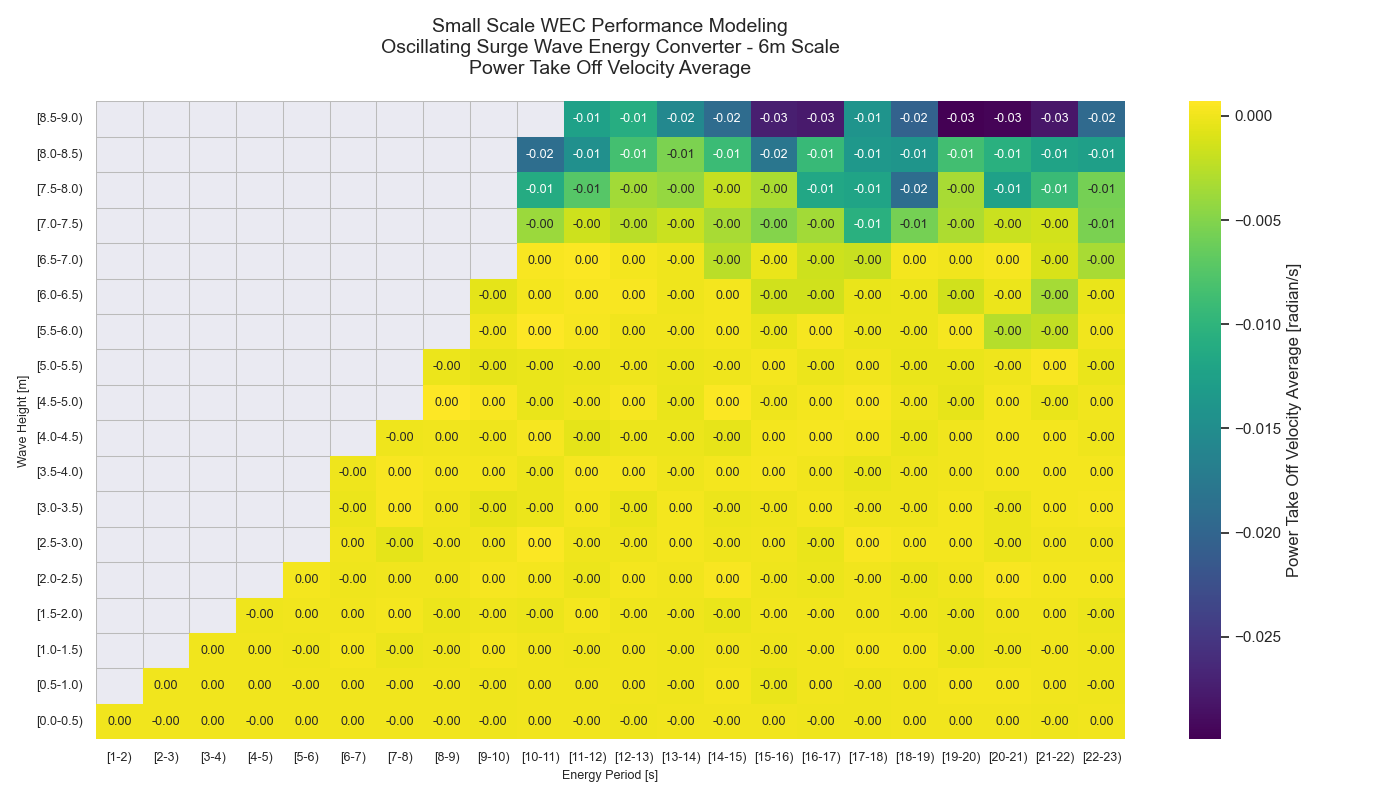 Small Scale WEC Performance Modeling
Oscillating Surge Wave Energy Converter - 6m Scale
Power Take Off Velocity Average
[8.5-9.0) -0.01 -0.01 -0.02 -0.02 -0.03 -0.03 -0.01 -0.02 -0.03 -0.03 -0.03 -0.02
[8.0-8.5) -0.02 -0.01 -0.01 -0.01 -0.01 -0.02 -0.01 -0.01 -0.01 -0.01 -0.01 -0.01 -0.01
[7.5-8.0) -0.01 -0.01 -0.00 -0.00 -0.00 -0.00 -0.01 -0.01 -0.02 -0.00 -0.01 -0.01 -0.01
[7.0-7.5) -0.00 -0.00 -0.00 -0.00 -0.00 -0.00 -0.00 -0.01 -0.01 -0.00 -0.00 -0.00 -0.01
[6.5-7.0) 0.00 0.00 0.00 -0.00 -0.00 -0.00 -0.00 -0.00 0.00 0.00 0.00 -0.00 -0.00
[6.0-6.5) -0.00 0.00 0.00 0.00 -0.00 0.00 -0.00 -0.00 -0.00 -0.00 -0.00 -0.00 -0.00 -0.00
[5.5-6.0) -0.00 0.00 0.00 0.00 -0.00 0.00 -0.00 0.00 -0.00 -0.00 0.00 -0.00 -0.00 0.00
[5.0-5.5) -0.00 -0.00 -0.00 -0.00 -0.00 -0.00 -0.00 0.00 -0.00 0.00 -0.00 -0.00 -0.00 0.00 -0.00
[4.5-5.0) 0.00 0.00 -0.00 -0.00 0.00 -0.00 0.00 -0.00 0.00 0.00 -0.00 -0.00 0.00 -0.00 0.00
[4.0-4.5) -0.00 0.00 -0.00 0.00 -0.00 -0.00 -0.00 -0.00 0.00 0.00 0.00 -0.00 0.00 0.00 0.00 -0.00
[3.5-4.0) -0.00 0.00 0.00 0.00 -0.00 0.00 0.00 -0.00 0.00 0.00 0.00 -0.00 -0.00 0.00 0.00 0.00 0.00
[3.0-3.5) -0.00 0.00 0.00 -0.00 -0.00 0.00 -0.00 0.00 -0.00 -0.00 0.00 -0.00 0.00 0.00 -0.00 0.00 0.00
[2.5-3.0) 0.00 -0.00 -0.00 0.00 0.00 -0.00 -0.00 0.00 -0.00 0.00 -0.00 0.00 0.00 0.00 -0.00 0.00 0.00
[2.0-2.5) 0.00 -0.00 0.00 0.00 0.00 0.00 -0.00 0.00 0.00 0.00 -0.00 0.00 -0.00 -0.00 0.00 0.00 0.00 0.00
[1.5-2.0) -0.00 0.00 0.00 0.00 -0.00 -0.00 0.00 -0.00 0.00 -0.00 0.00 -0.00 -0.00 0.00 -0.00 -0.00 0.00 -0.00 -0.00
[1.0-1.5) 0.00 0.00 -0.00 0.00 -0.00 -0.00 0.00 0.00 -0.00 0.00 -0.00 0.00 -0.00 0.00 0.00 0.00 -0.00 -0.00 -0.00 -0.00
[0.5-1.0) 0.00 0.00 0.00 -0.00 0.00 -0.00 -0.00 -0.00 0.00 0.00 0.00 -0.00 0.00 -0.00 0.00 -0.00 0.00 0.00 0.00 0.00 -0.00
[0.0-0.5) 0.00 -0.00 0.00 -0.00 0.00 0.00 -0.00 -0.00 -0.00 0.00 -0.00 -0.00 -0.00 -0.00 0.00 -0.00 -0.00 0.00 0.00 0.00 -0.00 0.00
[1-2) [2-3) [3-4) [4-5) [5-6) [6-7) [7-8) [8-9) [9-10) [10-11) [11-12) [12-13) [13-14) [14-15) [15-16) [16-17) [17-18) [18-19) [19-20) [20-21) [21-22) [22-23)
Energy Period [s]
Wave Height [m]
0.000
−0.005
−0.010
−0.015
−0.020
−0.025
Power Take Off Velocity Average [radian/s]